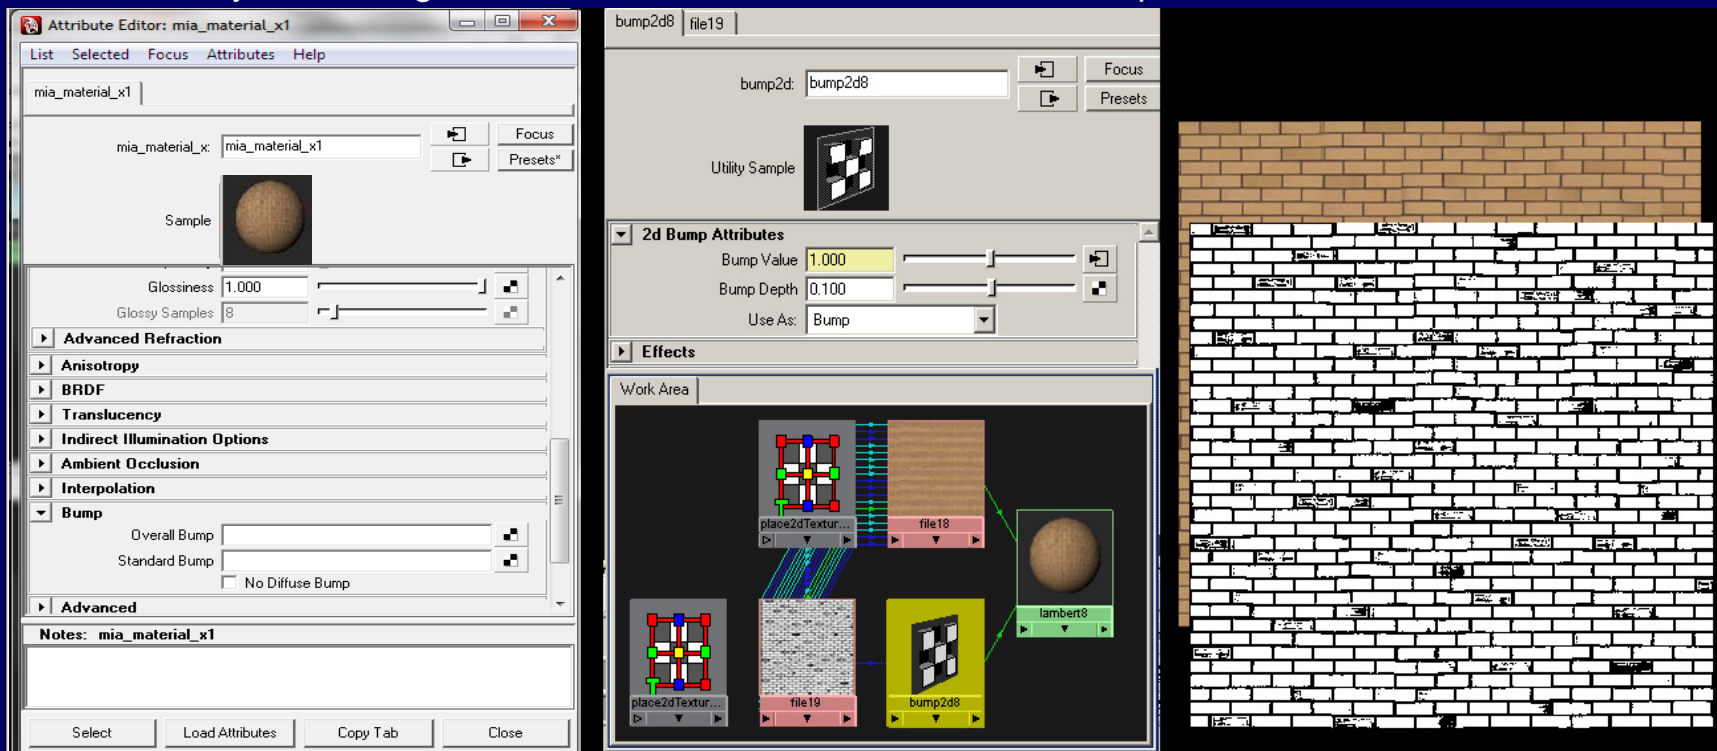 Attribute Editor: mia_material_x1
List Selected Focus Attributes Help
mia_material_x1
mia_material_x: mia_material_x1
Focus
Presets*
Sample
Glossiness 1.000
Glossy Samples 8
Advanced Refraction
Anisotropy
BRDF
Translucency
Indirect Illumination Options
Ambient Occlusion
Interpolation
Bump
Overall Bump
Standard Bump
No Diffuse Bump
Advanced
Notes: mia_material_x1
Select Load Attributes Copy Tab Close
bump2d8 file19
bump2d: bump2d8
Focus
Presets
Utility Sample
2d Bump Attributes
Bump Value 1.000
Bump Depth 0.100
Use As: Bump
Effects
Work Area
place2dTextur... file18
lambert8
place2dTextur... file19 bump2d8